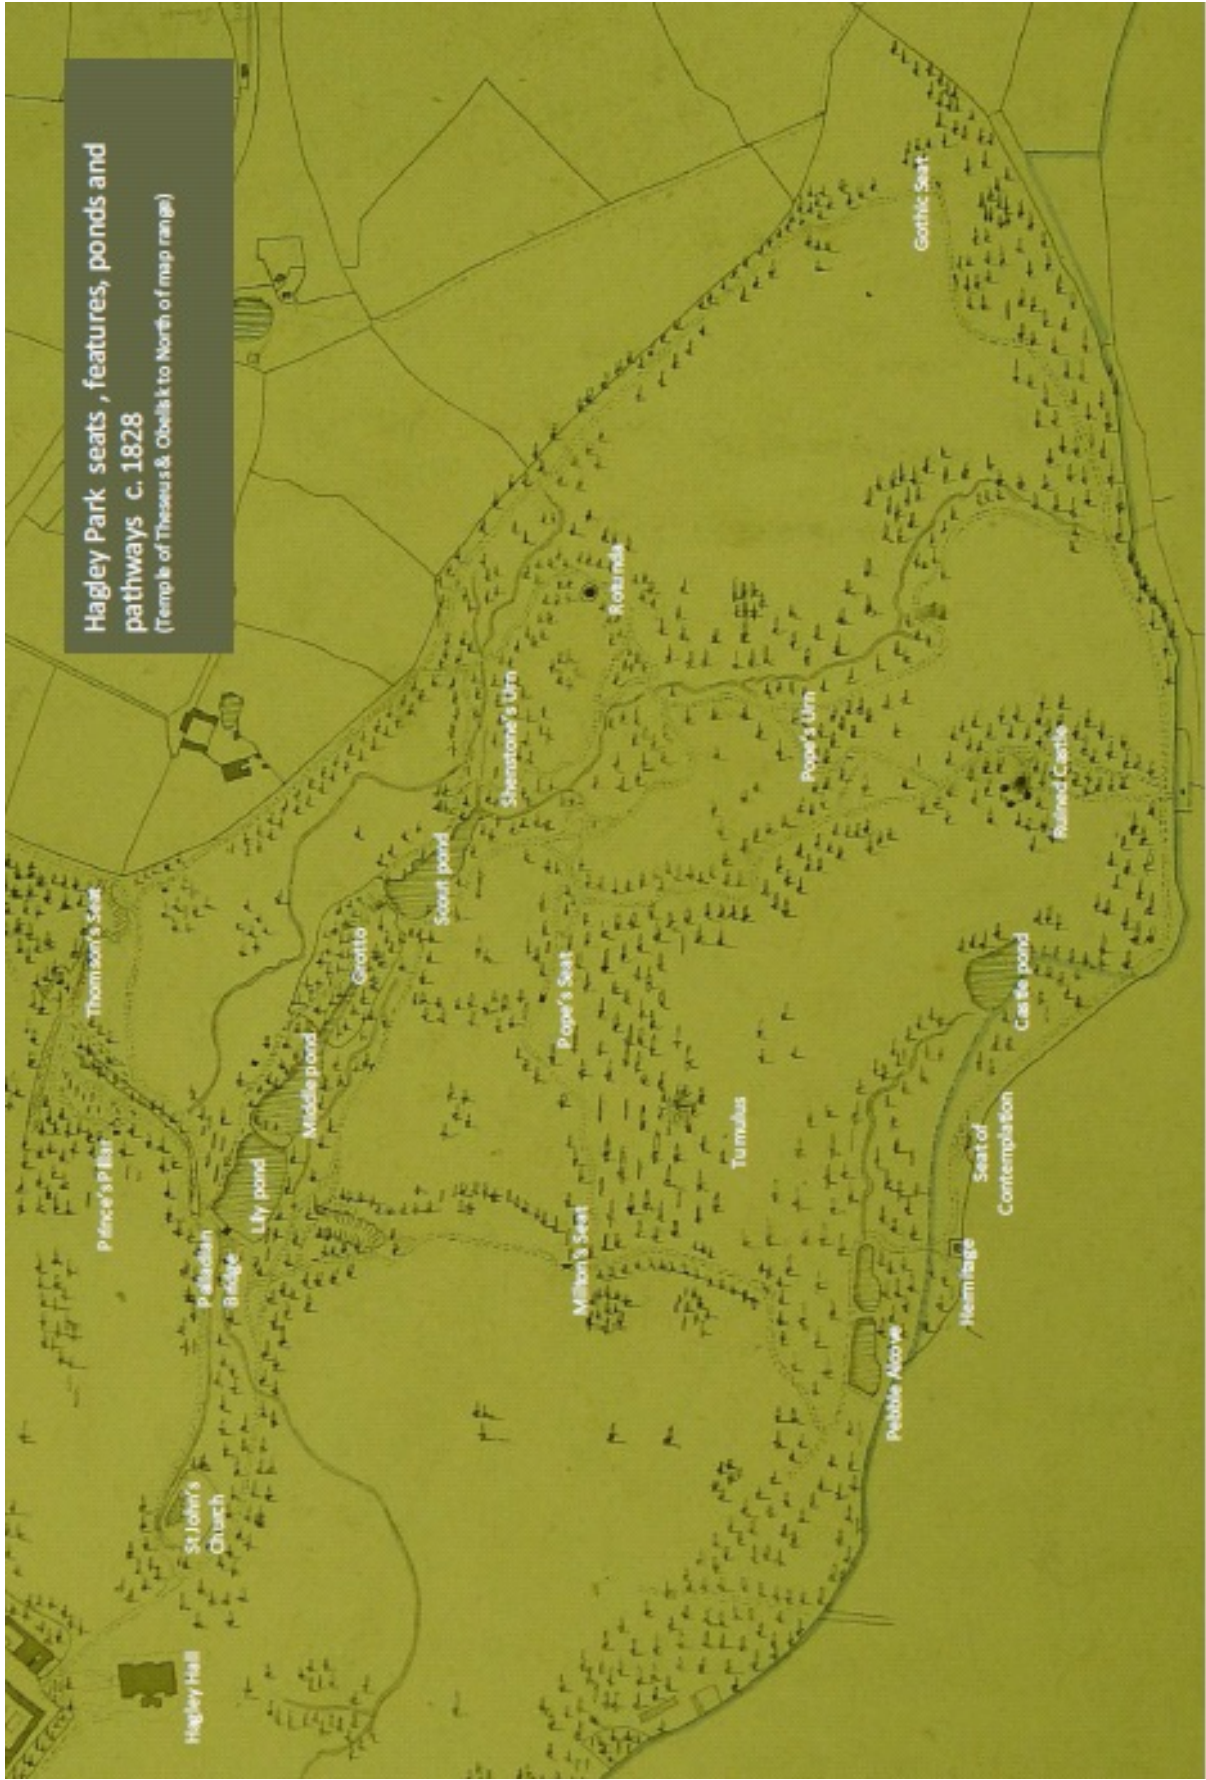 Hagley Park seats , features, ponds and
pathways c. 1828
(Temple of Theseus & Obelisk to North of map range)
Thomson's Seat
Prince's Pillar
Palladian
Bridge
St John's
Church
Hagley Hall
Lily pond
Middle pond
Grotto
Scout pond
Shenstone's Urn
Rotunda
Gothic Seat
Pope's Seat
Milton's Seat
Tumulus
Pope's Urn
Ruined Castle
Castle pond
Seat of
Contemplation
Hermitage
Pebble Alcove